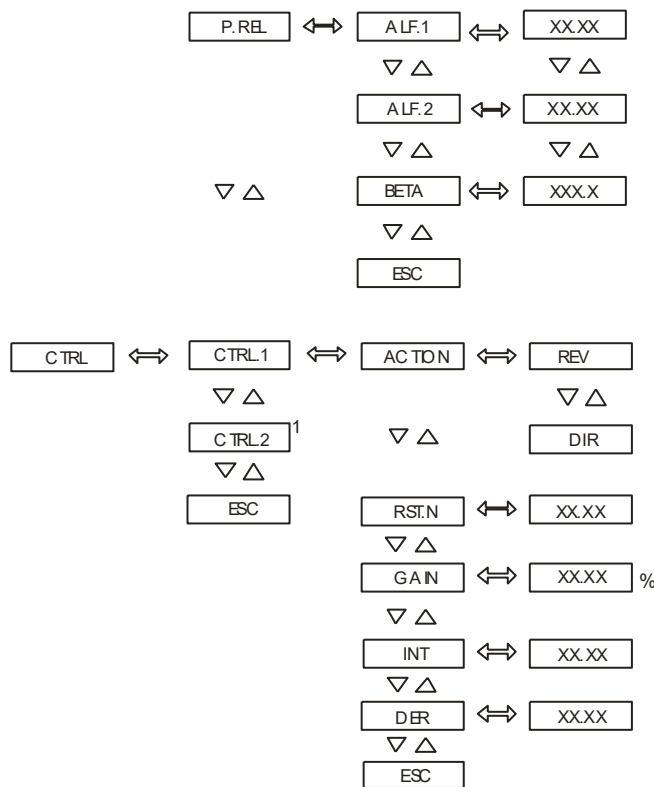 P.REL ALF.1 XX.XX
ALF.2 XX.XX
BETA XXX.X
ESC
CTRL CTRL.1 ACTION REV
CTRL.2 1 DIR
ESC RST.N XX.XX
GAIN XX.XX %
INT XX.XX
DER XX.XX
ESC